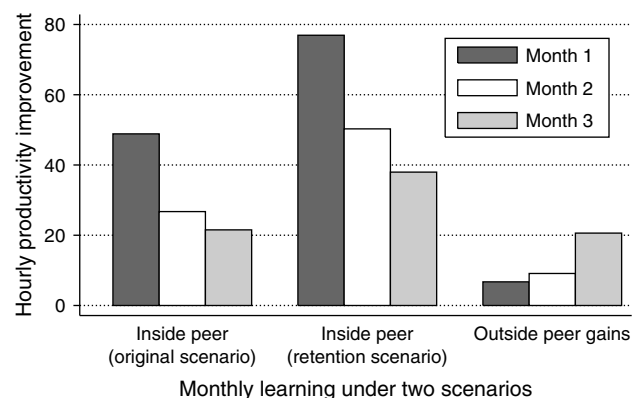 Hourly productivity improvement
80
60
40
20
0
Month 1
Month 2
Month 3
Inside peer
(original scenario)
Inside peer
(retention scenario)
Outside peer gains
Monthly learning under two scenarios